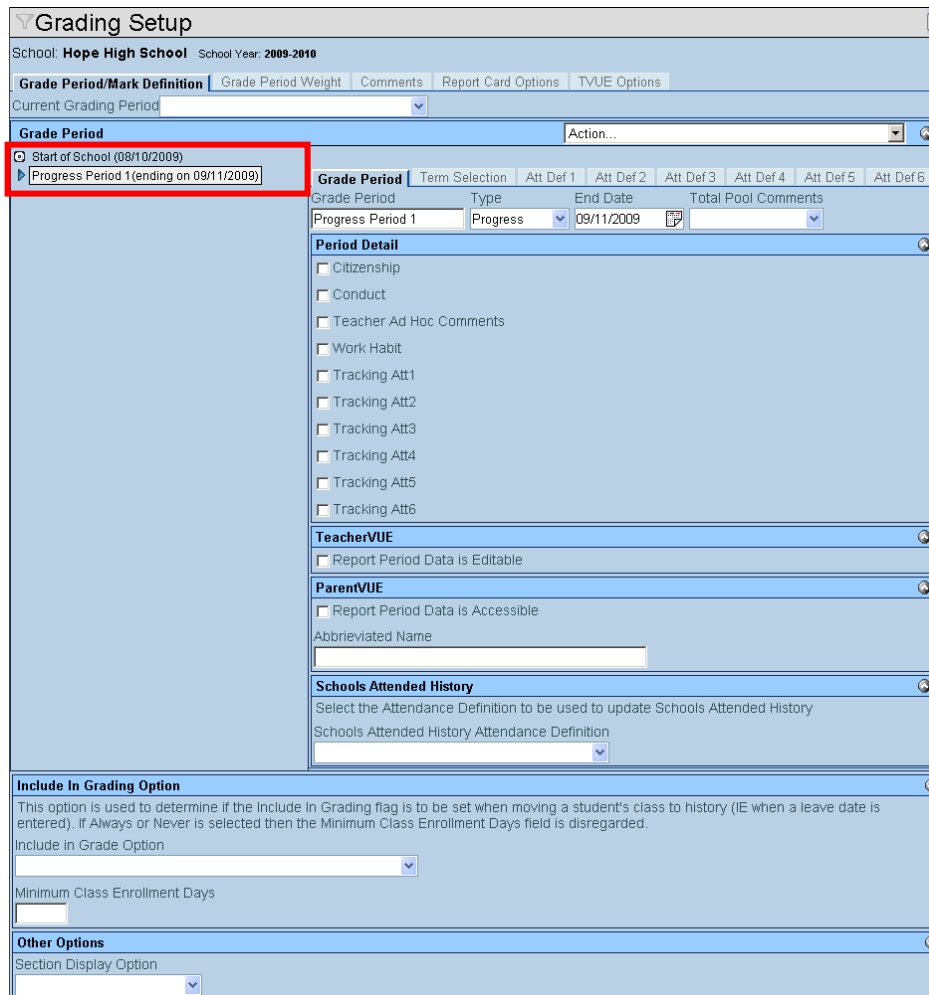 Grading Setup
School: Hope High School School Year: 2009-2010
Grade Period/Mark Definition Grade Period Weight Comments Report Card Options TVUE Options
Current Grading Period
Grade Period Action...
Start of School (08/10/2009)
Progress Period 1(ending on 09/11/2009)
Grade Period Term Selection Att Def 1 Att Def 2 Att Def 3 Att Def 4 Att Def 5 Att Def 6
Grade Period Type End Date Total Pool Comments
Progress Period 1 Progress 09/11/2009
Period Detail
Citizenship
Conduct
Teacher Ad Hoc Comments
Work Habit
Tracking Att1
Tracking Att2
Tracking Att3
Tracking Att4
Tracking Att5
Tracking Att6
TeacherVUE
Report Period Data is Editable
ParentVUE
Report Period Data is Accessible
Abbrieviated Name
Schools Attended History
Select the Attendance Definition to be used to update Schools Attended History
Schools Attended History Attendance Definition
Include In Grading Option
This option is used to determine if the Include In Grading flag is to be set when moving a student's class to history (IE when a leave date is
entered). If Always or Never is selected then the Minimum Class Enrollment Days field is disregarded.
Include in Grade Option
Minimum Class Enrollment Days
Other Options
Section Display Option